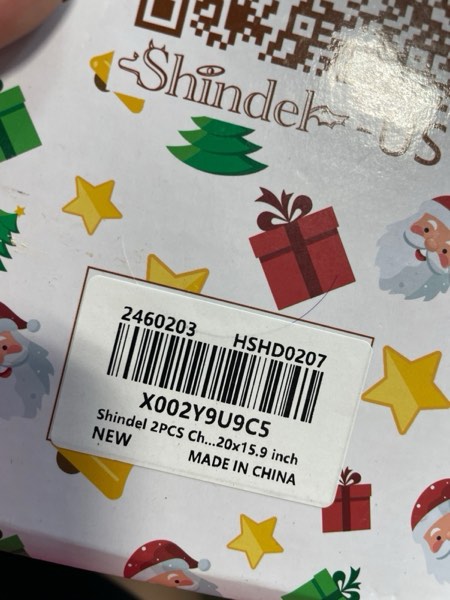 Shindel -US
2460203 HSHD0207
X002Y9U9C5
Shindel 2PCS Ch...20x15.9 inch
NEW
MADE IN CHINA